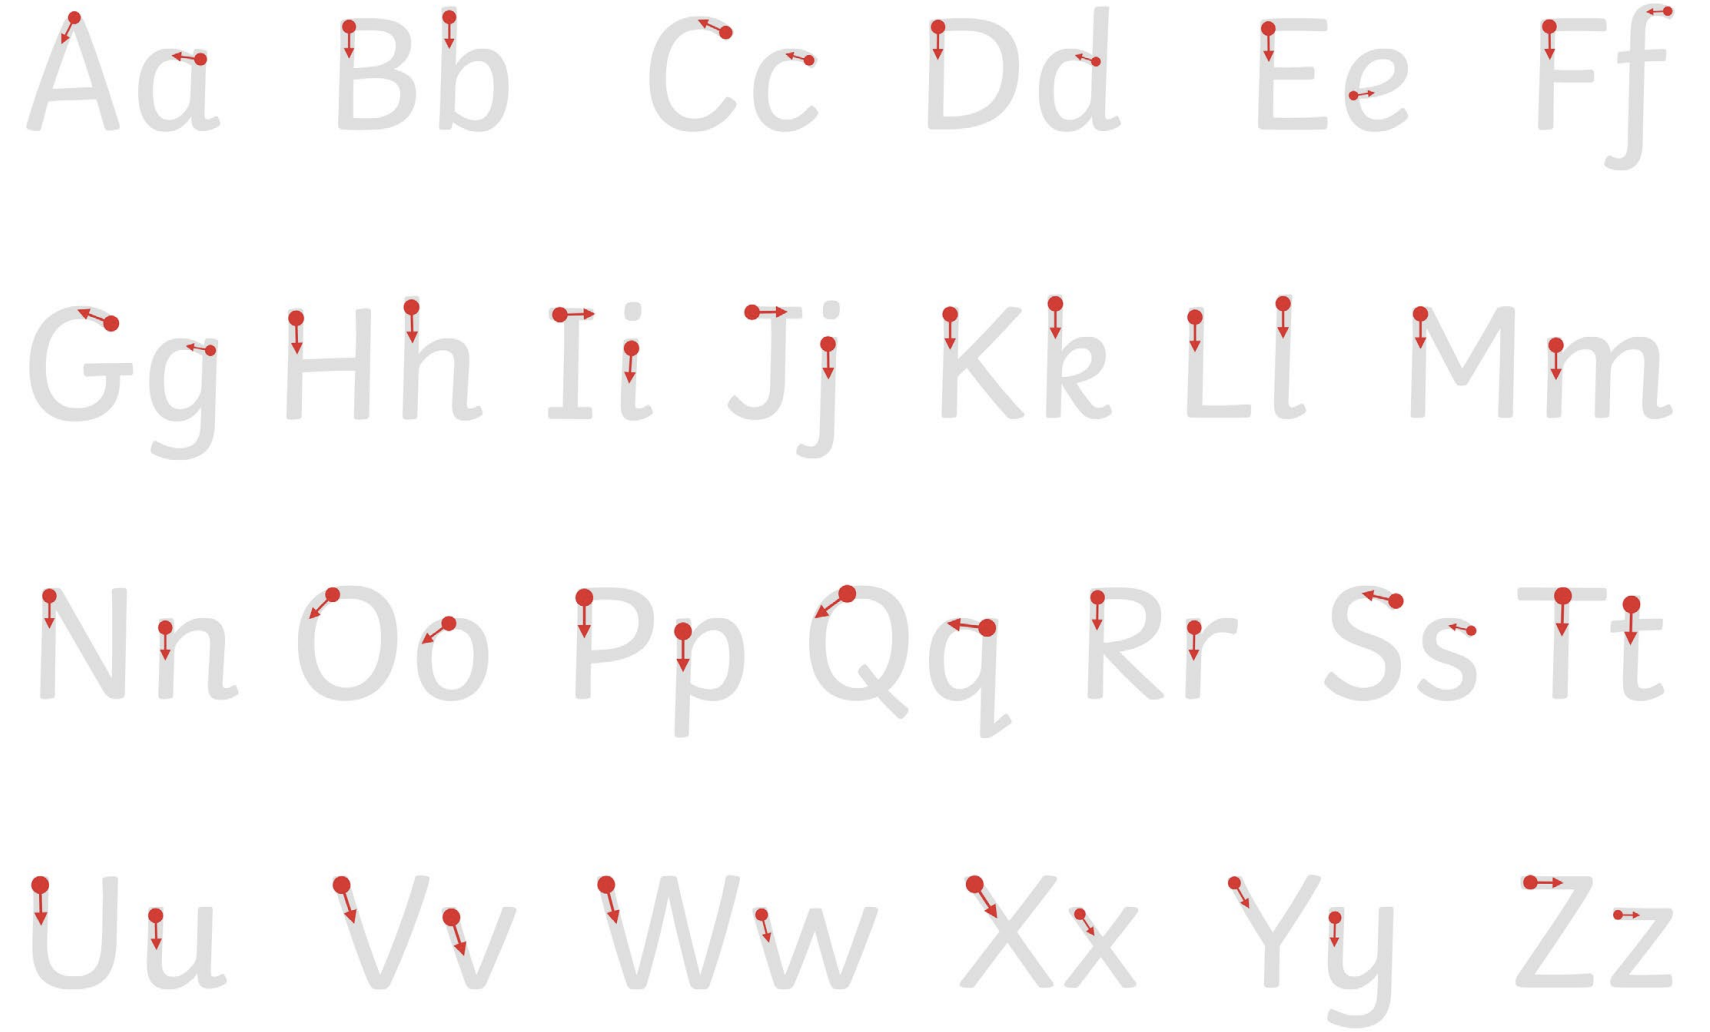 Aa Bb Cc Dd Ee Ff
Gg Hh Ii Jj Kk Ll Mm
Nn Oo Pp Qq Rr Ss Tt
Uu Vv Ww Xx Yy Zz